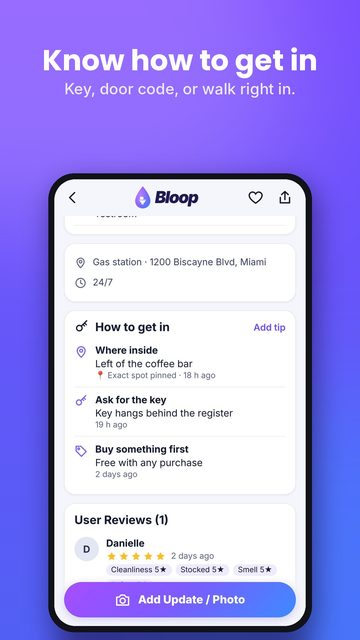 Know how to get in
Key, door code, or walk right in.
Bloop
Gas station · 1200 Biscayne Blvd, Miami
24/7
How to get in
Add tip
Where inside
Left of the coffee bar
📍 Exact spot pinned · 18 h ago
Ask for the key
Key hangs behind the register
19 h ago
Buy something first
Free with any purchase
2 days ago
User Reviews (1)
D
Danielle
★★★★★ 2 days ago
Cleanliness 5★ Stocked 5★ Smell 5★
Add Update / Photo